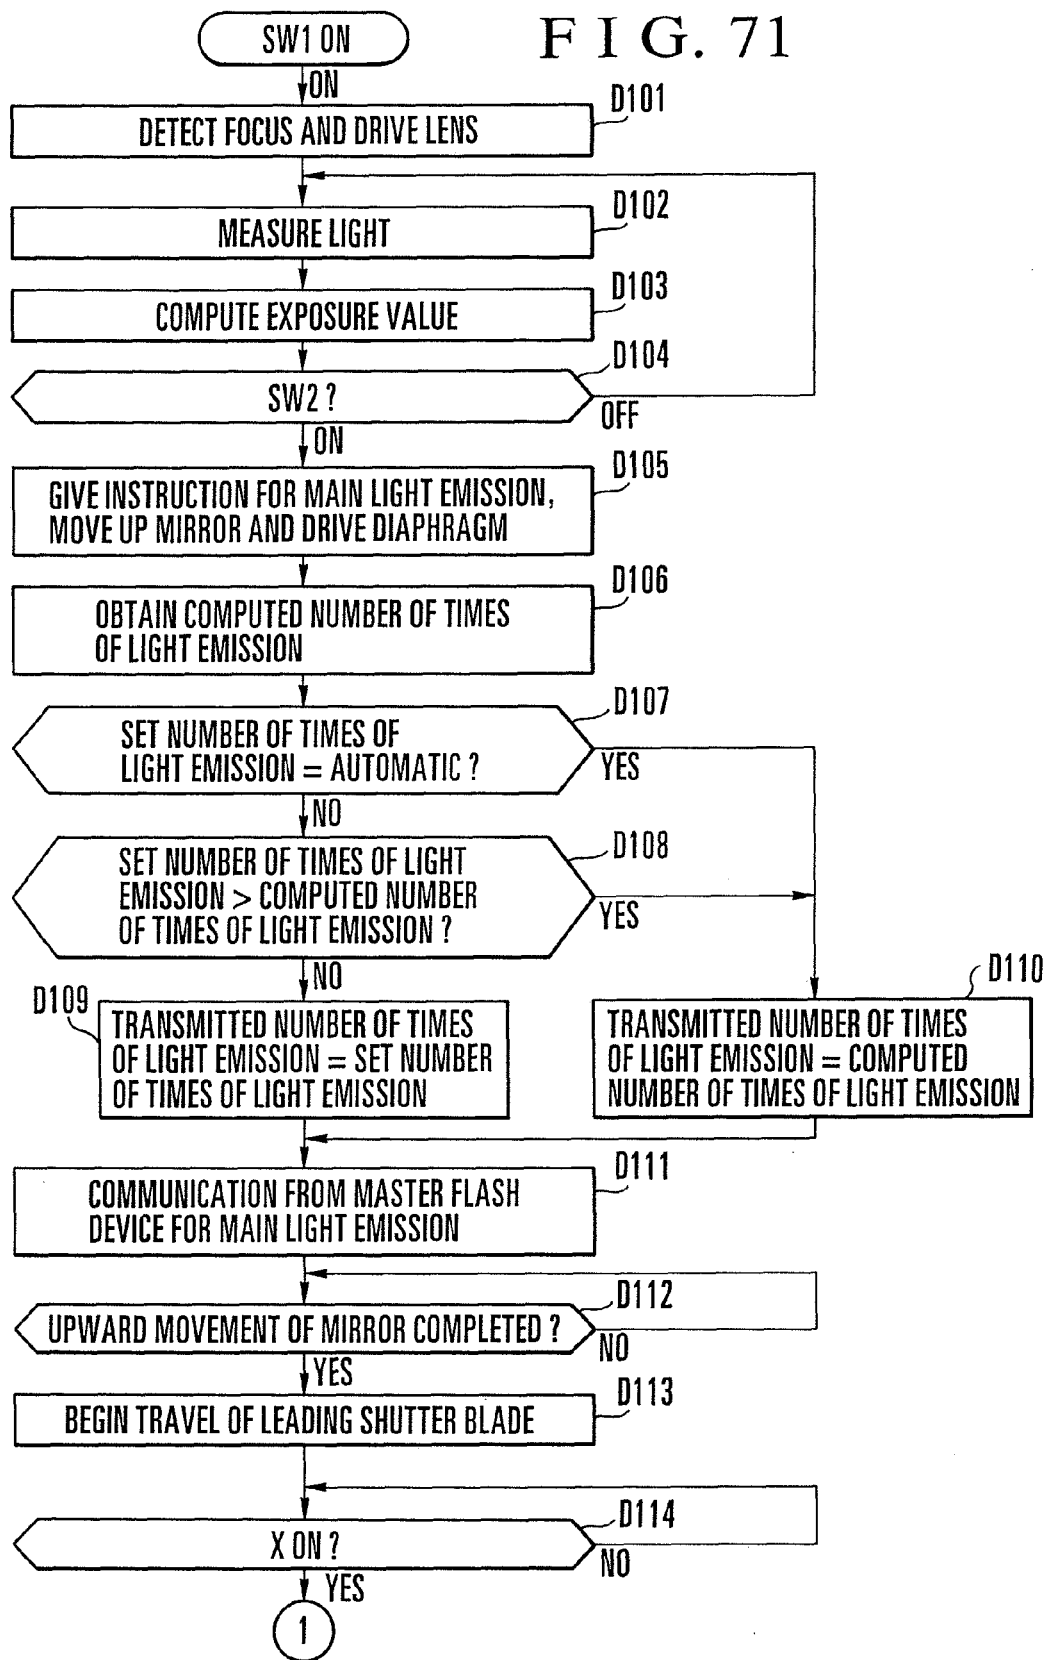 FIG. 71
SW1 ON
ON
D101
DETECT FOCUS AND DRIVE LENS
D102
MEASURE LIGHT
D103
COMPUTE EXPOSURE VALUE
D104
SW2 ?
OFF
ON
D105
GIVE INSTRUCTION FOR MAIN LIGHT EMISSION,
MOVE UP MIRROR AND DRIVE DIAPHRAGM
D106
OBTAIN COMPUTED NUMBER OF TIMES
OF LIGHT EMISSION
D107
SET NUMBER OF TIMES OF
LIGHT EMISSION = AUTOMATIC ?
YES
NO
D108
SET NUMBER OF TIMES OF LIGHT
EMISSION > COMPUTED NUMBER
OF TIMES OF LIGHT EMISSION ?
YES
NO
D109
TRANSMITTED NUMBER OF TIMES
OF LIGHT EMISSION = SET NUMBER
OF TIMES OF LIGHT EMISSION
D110
TRANSMITTED NUMBER OF TIMES
OF LIGHT EMISSION = COMPUTED
NUMBER OF TIMES OF LIGHT EMISSION
D111
COMMUNICATION FROM MASTER FLASH
DEVICE FOR MAIN LIGHT EMISSION
D112
UPWARD MOVEMENT OF MIRROR COMPLETED ?
NO
YES
D113
BEGIN TRAVEL OF LEADING SHUTTER BLADE
D114
X ON ?
NO
YES
1